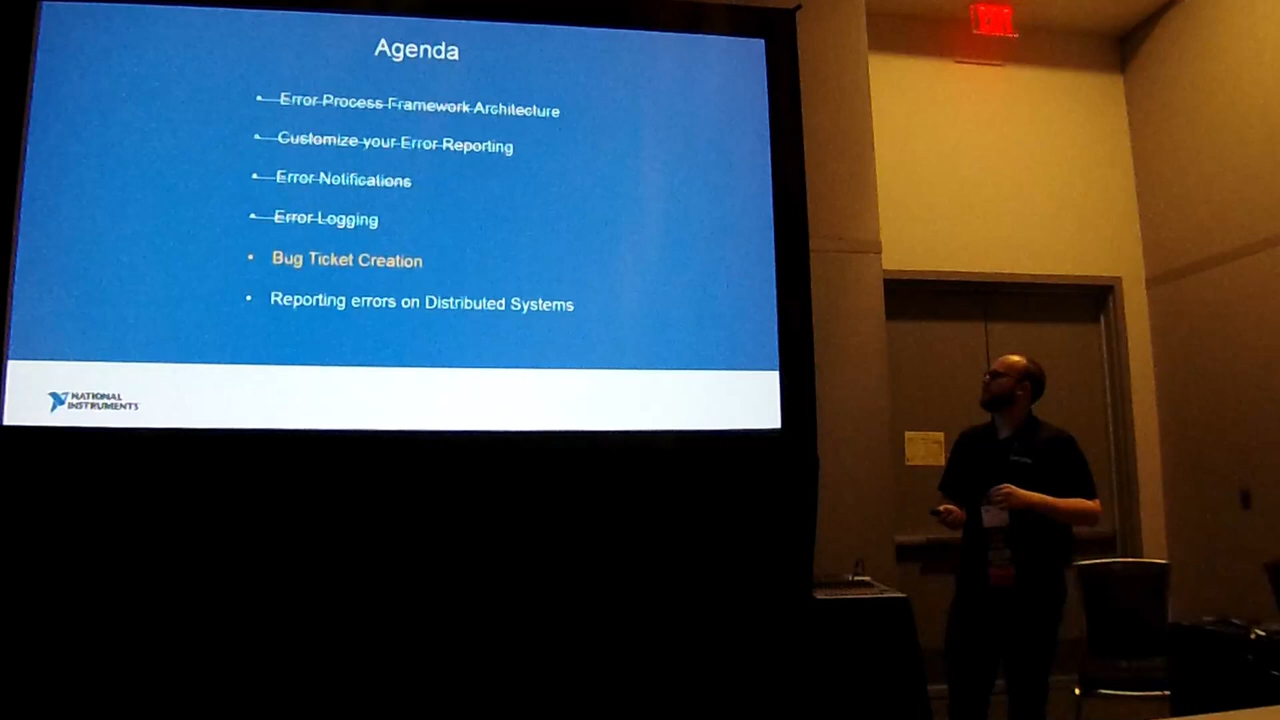 EXIT
Agenda
• Error Process Framework Architecture
• Customize your Error Reporting
• Error Notifications
• Error Logging
• Bug Ticket Creation
• Reporting errors on Distributed Systems
NATIONAL
INSTRUMENTS